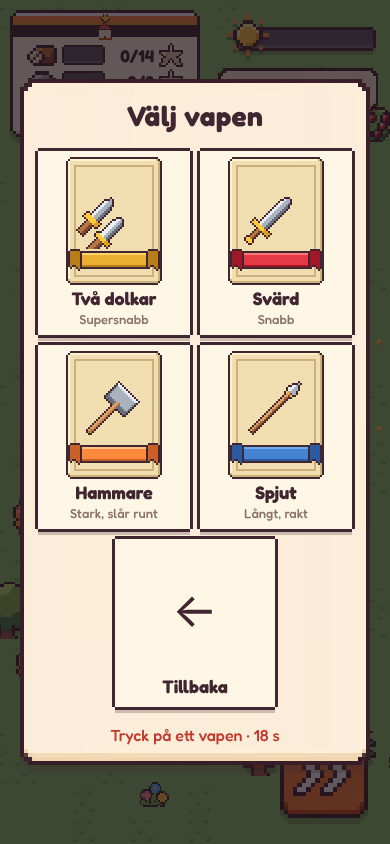 0/14
Välj vapen
Två dolkar
Supersnabb
Svärd
Snabb
Hammare
Stark, slår runt
Spjut
Långt, rakt
←
Tillbaka
Tryck på ett vapen · 18 s